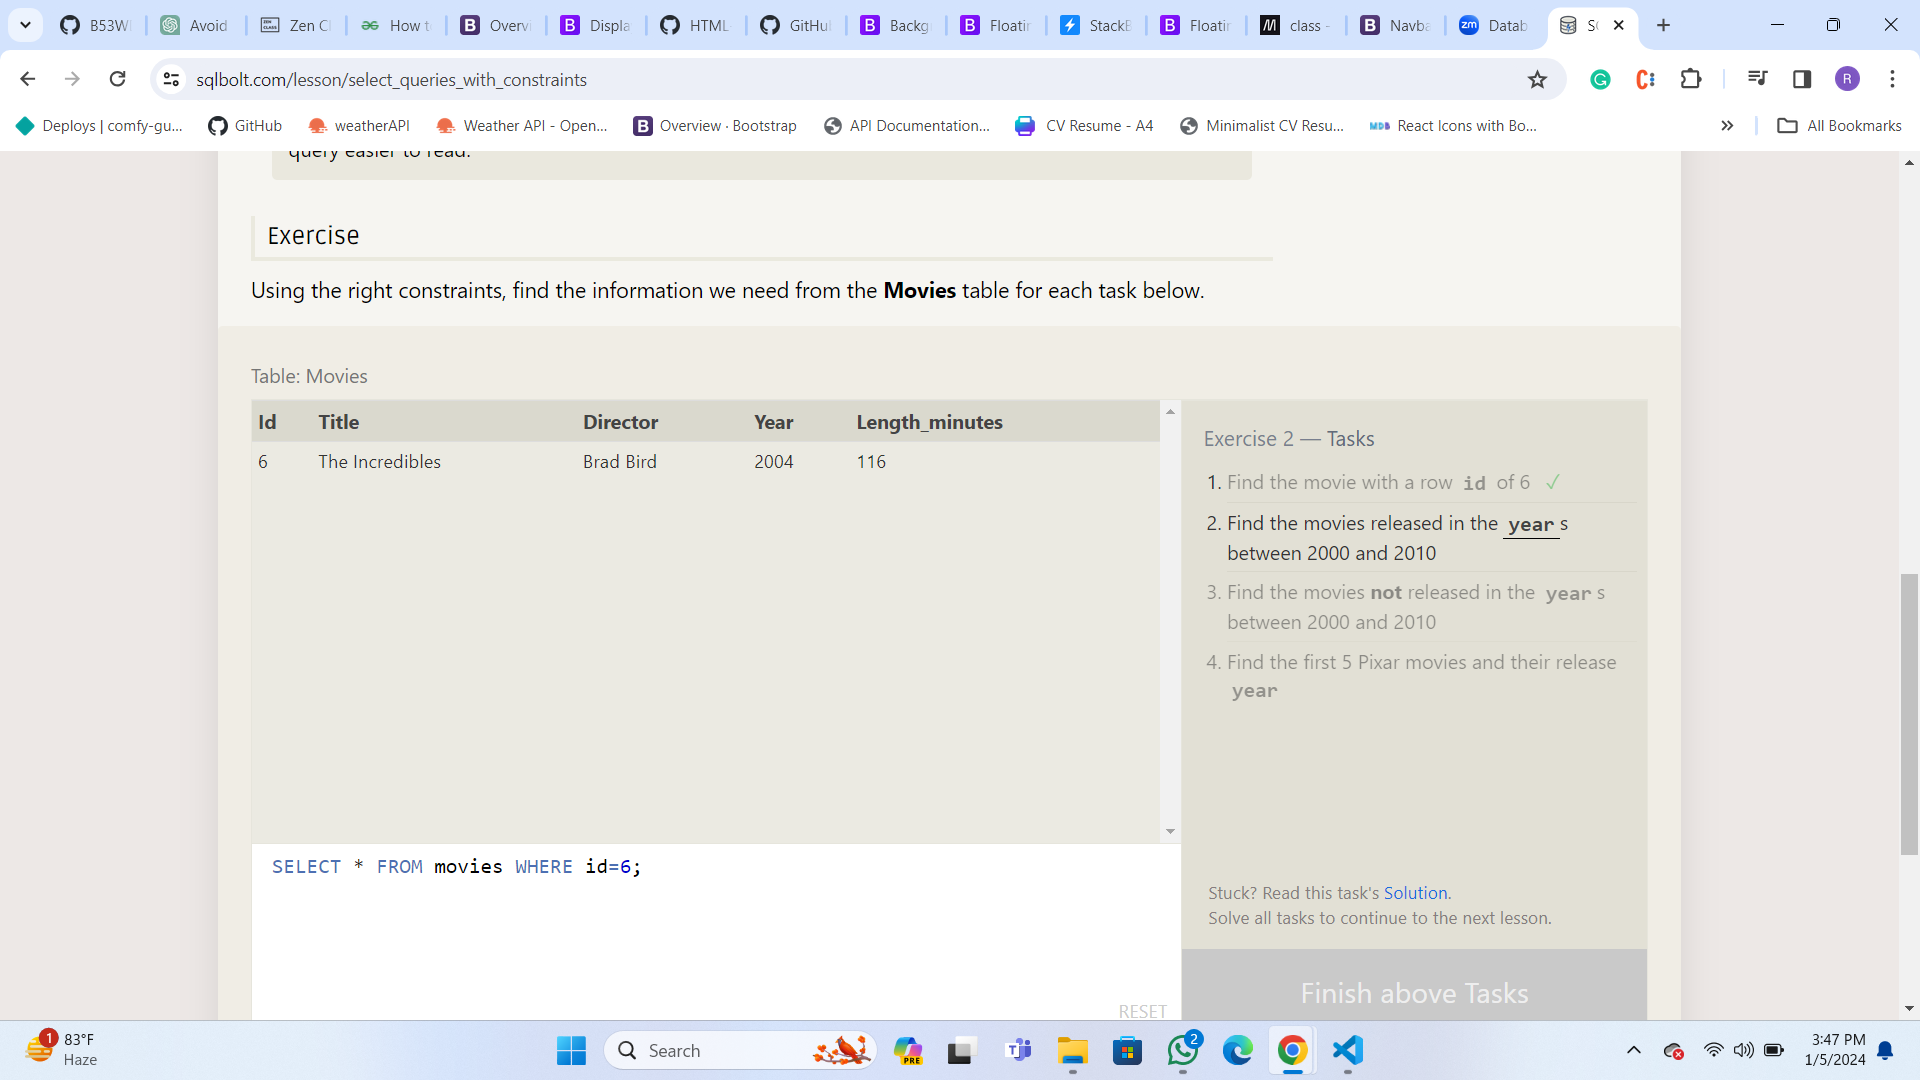 B53W
Avoid
Zen Cl
How t
Overv
Displa
HTML-
GitHu
Backg
Floatin
StackB
Floatin
class -
Navba
Datab
sqlbolt.com/lesson/select_queries_with_constraints
R
Deploys | comfy-gu...
GitHub
weatherAPI
Weather API - Open...
Overview · Bootstrap
API Documentation...
CV Resume - A4
Minimalist CV Resu...
React Icons with Bo...
All Bookmarks
query easier to read.
Exercise
Using the right constraints, find the information we need from the Movies table for each task below.
Table: Movies
Id Title Director Year Length_minutes
6 The Incredibles Brad Bird 2004 116
SELECT * FROM movies WHERE id=6;
RESET
Exercise 2 — Tasks
1. Find the movie with a row id of 6 ✓
2. Find the movies released in the year s
between 2000 and 2010
3. Find the movies not released in the year s
between 2000 and 2010
4. Find the first 5 Pixar movies and their release
year
Stuck? Read this task's Solution.
Solve all tasks to continue to the next lesson.
Finish above Tasks
1
83°F
Haze
Search
PRE
2
3:47 PM
1/5/2024